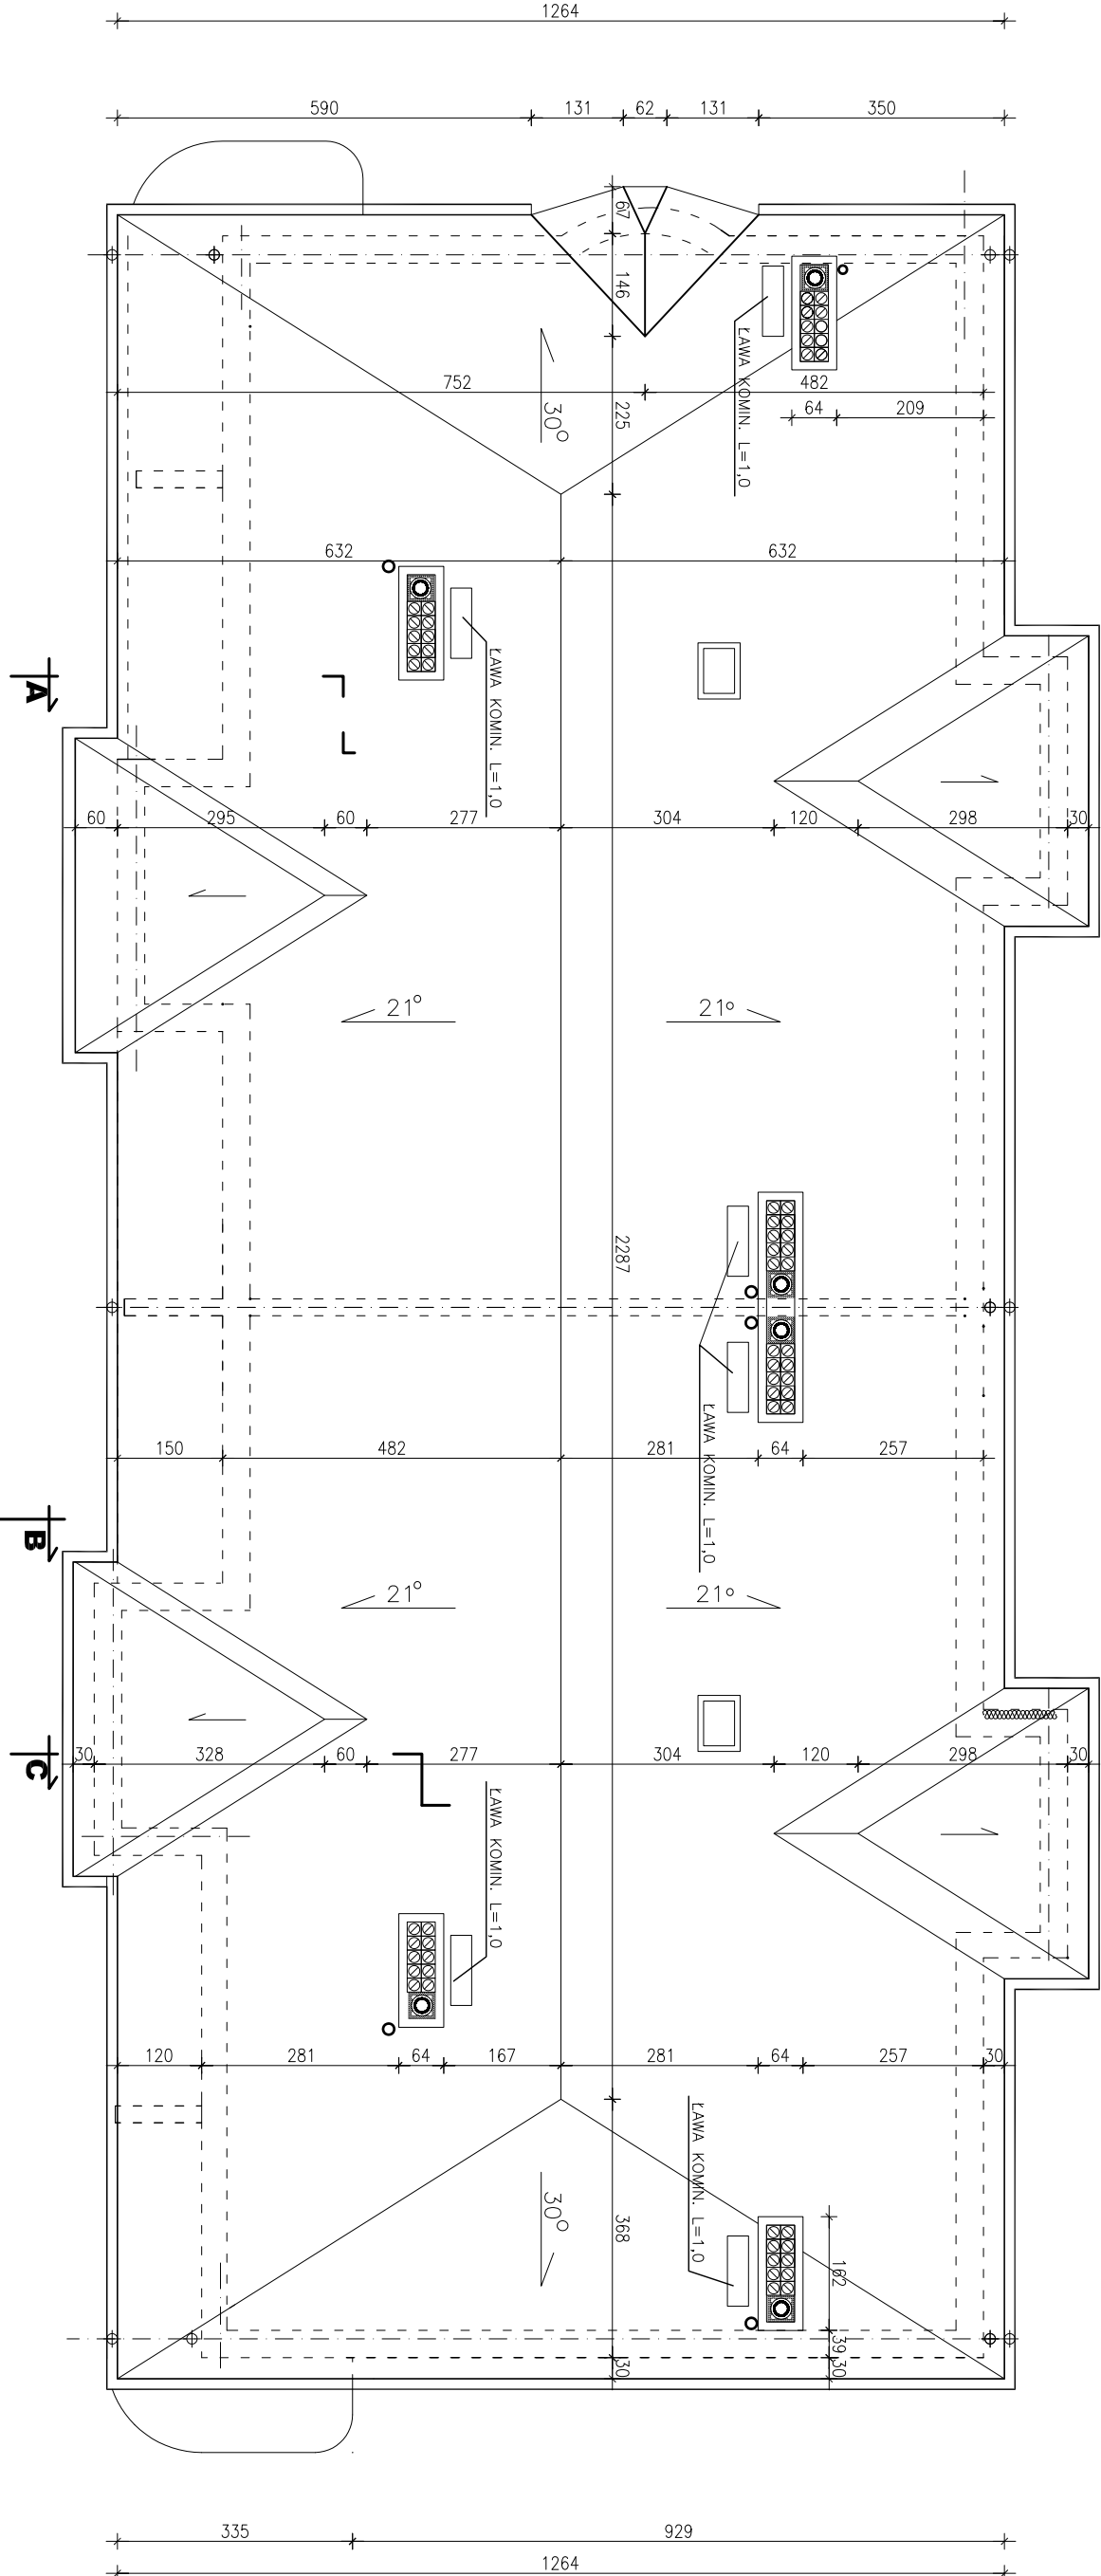 1264
590 131 62 131 350
67
146
ŁAWA KOMIN. L=1,0
752 482
30° 225 64 209
632 632
ŁAWA KOMIN. L=1,0
A
60 295 60 277 304 120 298 30
21° 21°
2287
ŁAWA KOMIN. L=1,0
150 482 281 64 257
B
21° 21°
30 328 60 277 304 120 298 30
C
ŁAWA KOMIN. L=1,0
120 281 64 167 281 64 257 30
ŁAWA KOMIN. L=1,0
30° 368
162
39
30 30
335 929
1264